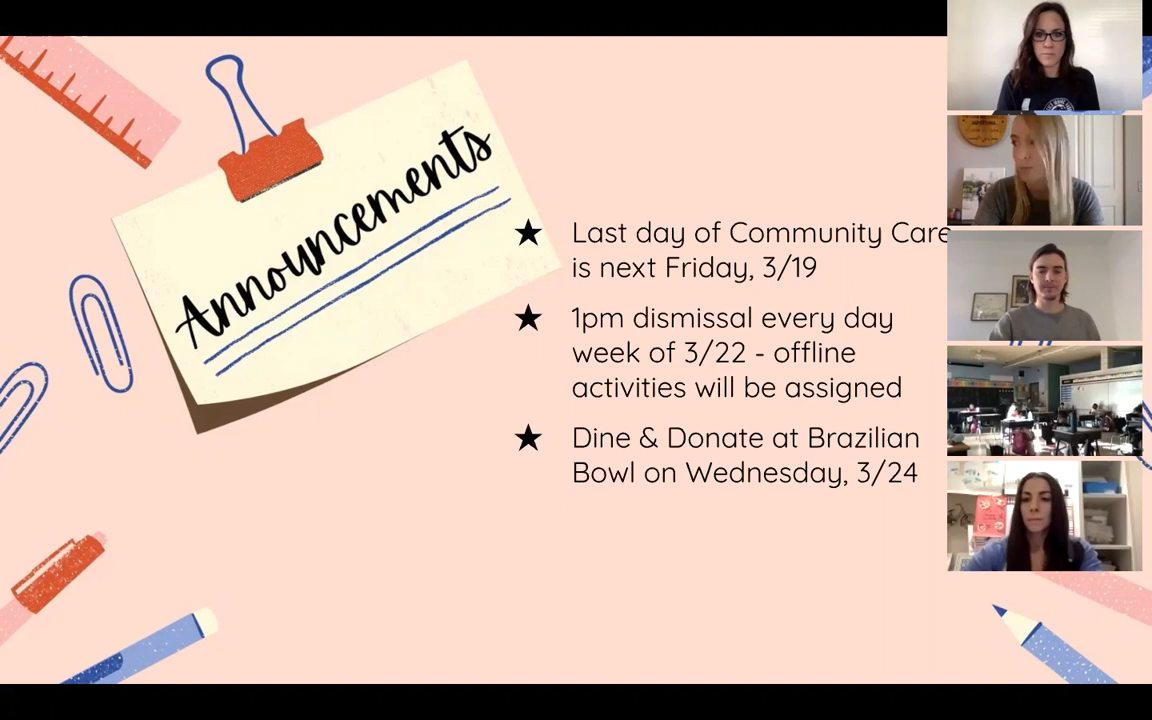 Announcements
★ Last day of Community Care
is next Friday, 3/19
★ 1pm dismissal every day
week of 3/22 - offline
activities will be assigned
★ Dine & Donate at Brazilian
Bowl on Wednesday, 3/24